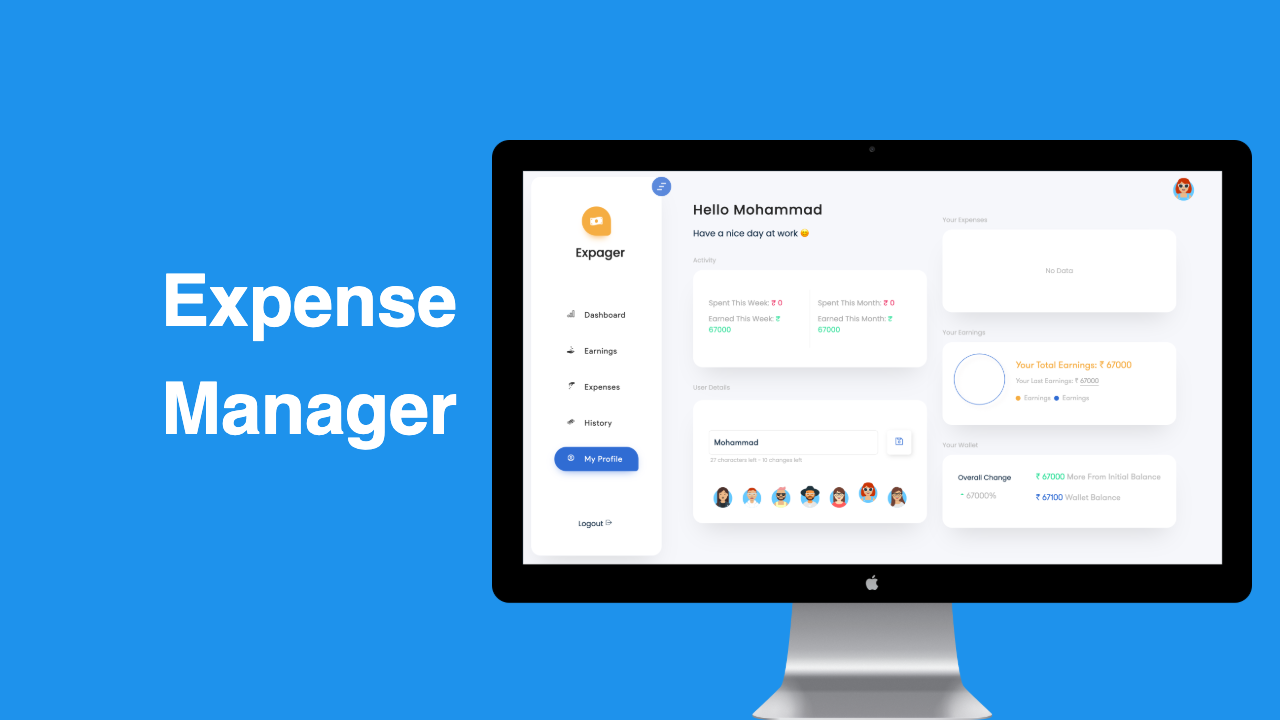 Expense
Manager
Expager
Dashboard
Earnings
Expenses
History
My Profile
Logout
Hello Mohammad
Have a nice day at work 😊
Activity
Spent This Week: ₹ 0
Earned This Week: ₹
67000
Spent This Month: ₹ 0
Earned This Month: ₹
67000
User Details
Mohammad
27 characters left - 10 changes left
Your Expenses
No Data
Your Earnings
Your Total Earnings: ₹ 67000
Your Last Earnings: ₹ 67000
Earnings Earnings
Your Wallet
Overall Change
67000%
₹ 67000 More From Initial Balance
₹ 67100 Wallet Balance